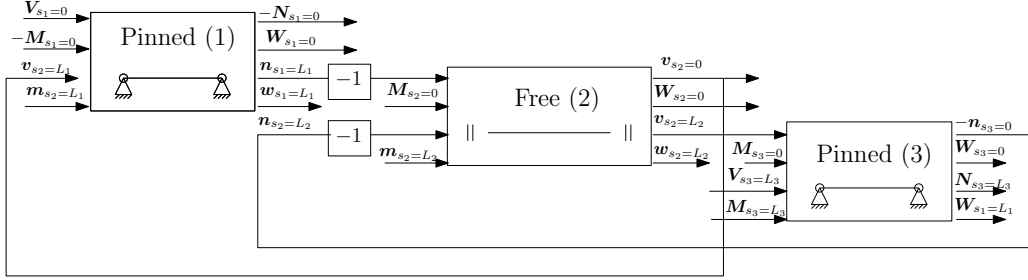 V_{s_1=0}
-M_{s_1=0}
v_{s_2=L_1}
m_{s_2=L_1}
Pinned (1)
-N_{s_1=0}
W_{s_1=0}
n_{s_1=L_1}
w_{s_1=L_1}
n_{s_2=L_2}
-1
-1
M_{s_2=0}
m_{s_2=L_2}
Free (2)
|| ||
v_{s_2=0}
W_{s_2=0}
v_{s_2=L_2}
w_{s_2=L_2}
M_{s_3=0}
V_{s_3=L_3}
M_{s_3=L_3}
Pinned (3)
-n_{s_3=0}
W_{s_3=0}
N_{s_3=L_3}
W_{s_1=L_1}